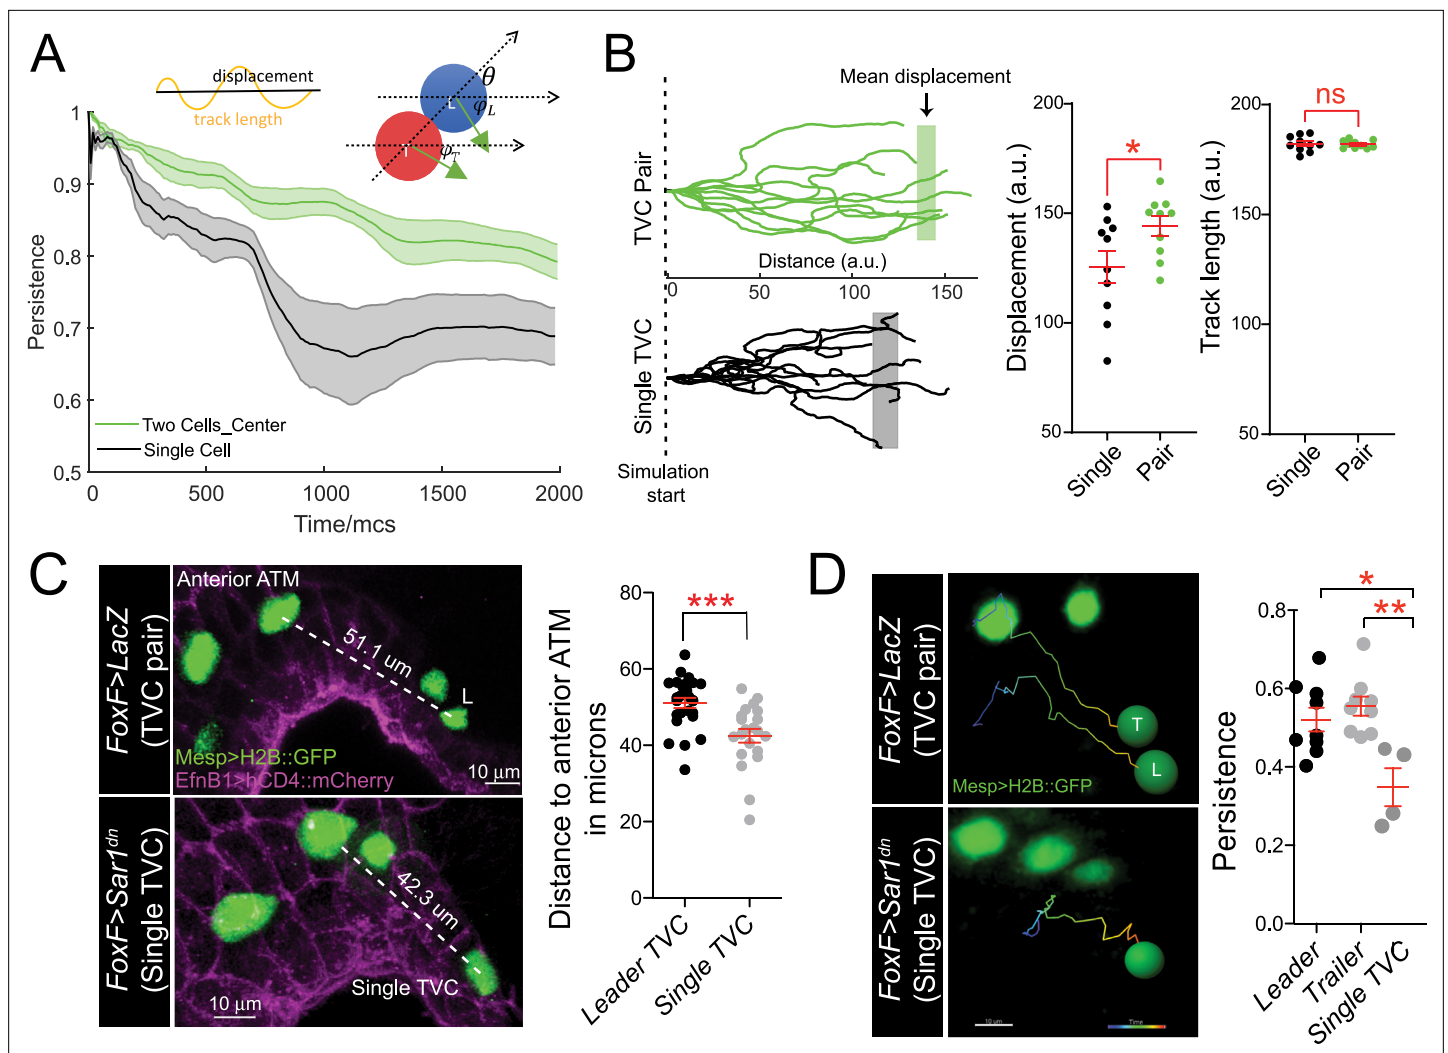 A
displacement
track length
θ
L
φL
T
φT
1
0.9
0.8
0.7
0.6
0.5
Persistence
Two Cells_Center
Single Cell
0
500
1000
1500
2000
Time/mcs
B
Mean displacement
TVC Pair
Distance (a.u.)
0
50
100
150
Single TVC
Simulation
start
Displacement (a.u.)
200
150
100
50
*
Single
Pair
Track length (a.u.)
200
150
100
50
ns
Single
Pair
C
FoxF>LacZ
(TVC pair)
Anterior ATM
51.1 um
L
Mesp>H2B::GFP
EfnB1>hCD4::mCherry
10 μm
FoxF>Sar1dn
(Single TVC)
42.3 um
Single TVC
10 μm
Distance to anterior ATM
in microns
80
60
40
20
0
***
Leader TVC
Single TVC
D
FoxF>LacZ
(TVC pair)
T
L
Mesp>H2B::GFP
FoxF>Sar1dn
(Single TVC)
10 μm
Time
Persistence
0.8
0.6
0.4
0.2
0.0
*
**
Leader
Trailer
Single TVC